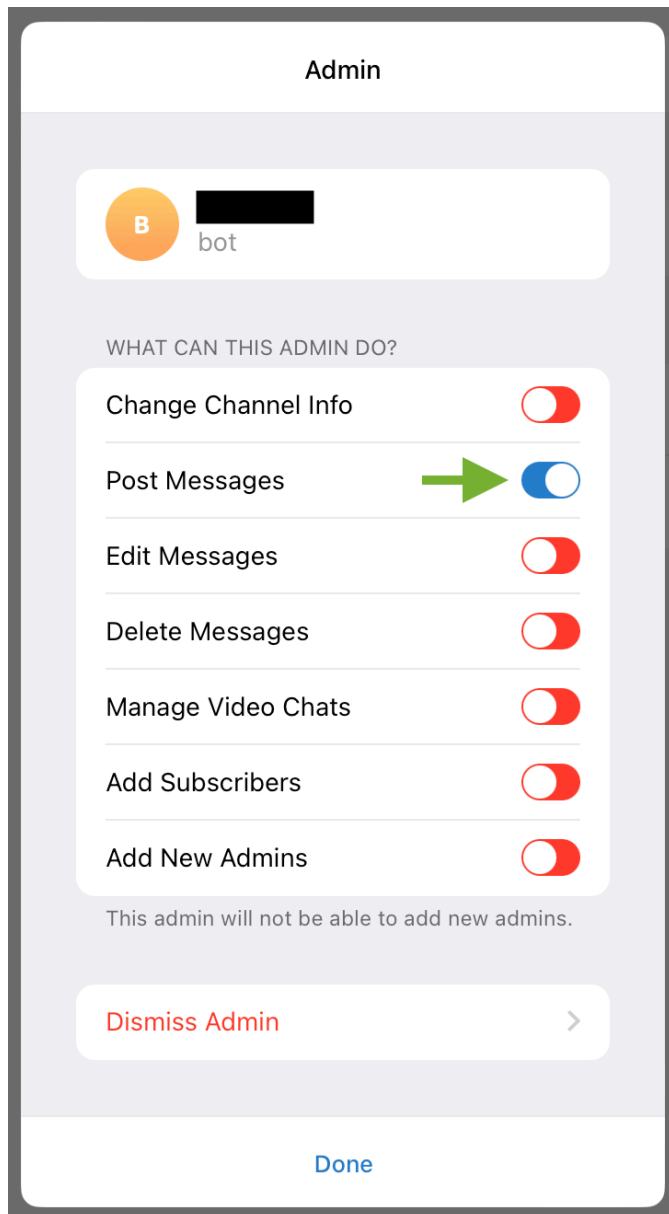 Admin
B
bot
WHAT CAN THIS ADMIN DO?
Change Channel Info
Post Messages
Edit Messages
Delete Messages
Manage Video Chats
Add Subscribers
Add New Admins
This admin will not be able to add new admins.
Dismiss Admin
Done